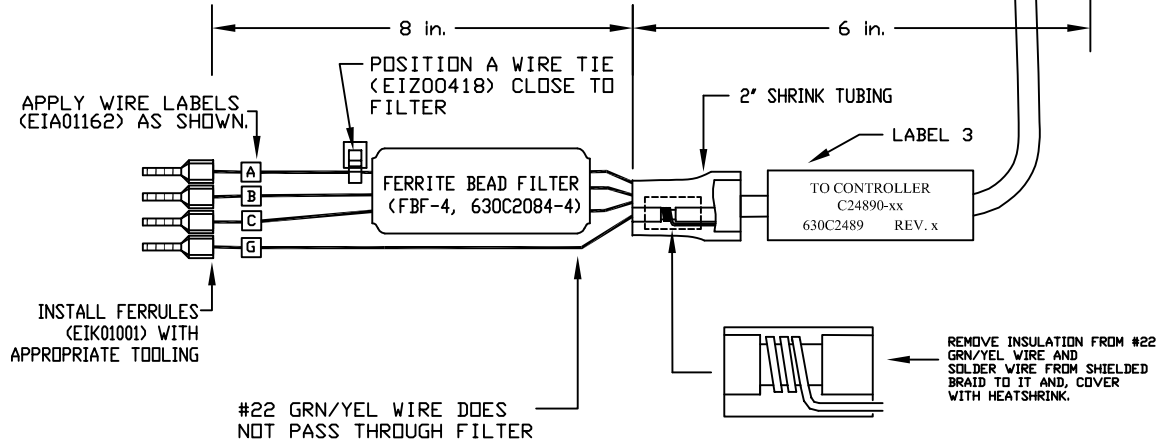 8 in.
6 in.
POSITION A WIRE TIE
(EIZ00418) CLOSE TO
FILTER
APPLY WIRE LABELS
(EIA01162) AS SHOWN.
2" SHRINK TUBING
LABEL 3
A
B
C
G
FERRITE BEAD FILTER
(FBF-4, 630C2084-4)
TO CONTROLLER
C24890-xx
630C2489 REV. x
INSTALL FERRULES
(EIK01001) WITH
APPROPRIATE TOOLING
REMOVE INSULATION FROM #22
GRN/YEL WIRE AND
SOLDER WIRE FROM SHIELDED
BRAID TO IT AND, COVER
WITH HEATSHRINK.
#22 GRN/YEL WIRE DOES
NOT PASS THROUGH FILTER